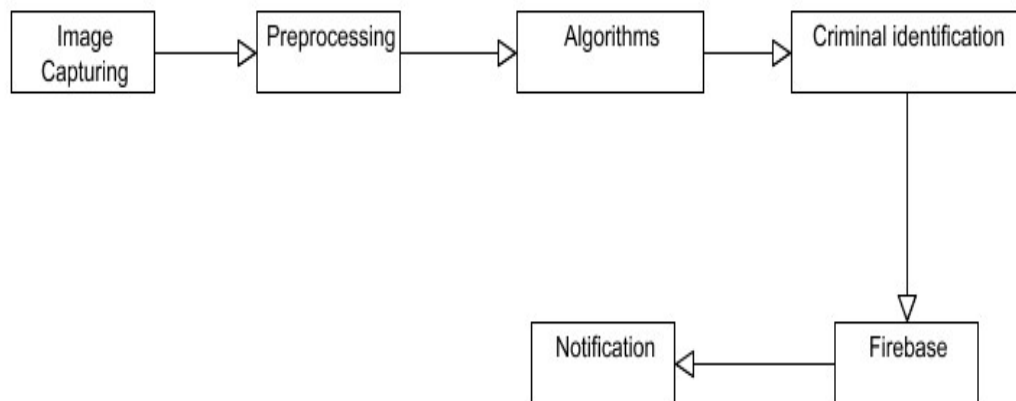 Image
Capturing
Preprocessing
Algorithms
Criminal identification
Notification
Firebase